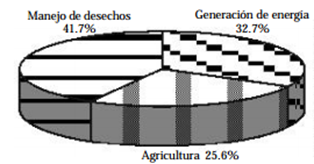 Manejo de desechos
41.7%
Generación de energía
32.7%
Agricultura 25.6%